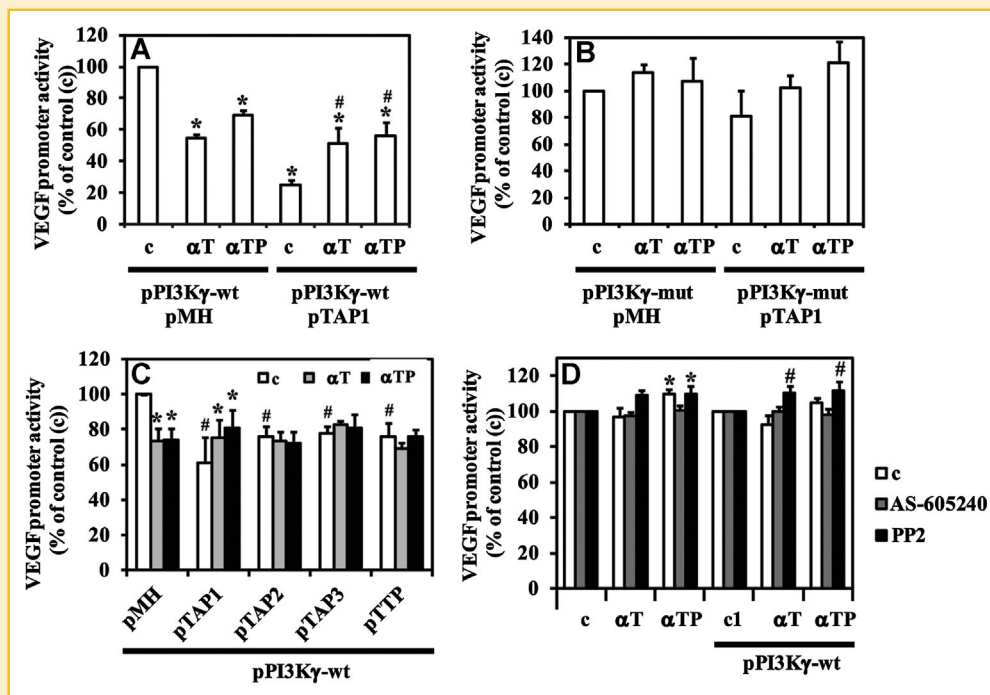 A
VEGF promoter activity
(% of control (c))
120
100
80
60
40
20
0
*
*
*
#
*
#
*
c αT αTP c αT αTP
pPI3Kγ-wt pPI3Kγ-wt
pMH pTAP1
B
VEGF promoter activity
(% of control (c))
140
120
100
80
60
40
20
0
c αT αTP c αT αTP
pPI3Kγ-mut pPI3Kγ-mut
pMH pTAP1
C
c αT αTP
VEGF promoter activity
(% of control (c))
120
100
80
60
40
20
0
* *
# * *
#
#
#
pMH pTAP1 pTAP2 pTAP3 pTTP
pPI3Kγ-wt
D
VEGF promoter activity
(% of control (c))
120
100
80
60
40
20
0
* * # #
c αT αTP c1 αT αTP
pPI3Kγ-wt
c
AS-605240
PP2